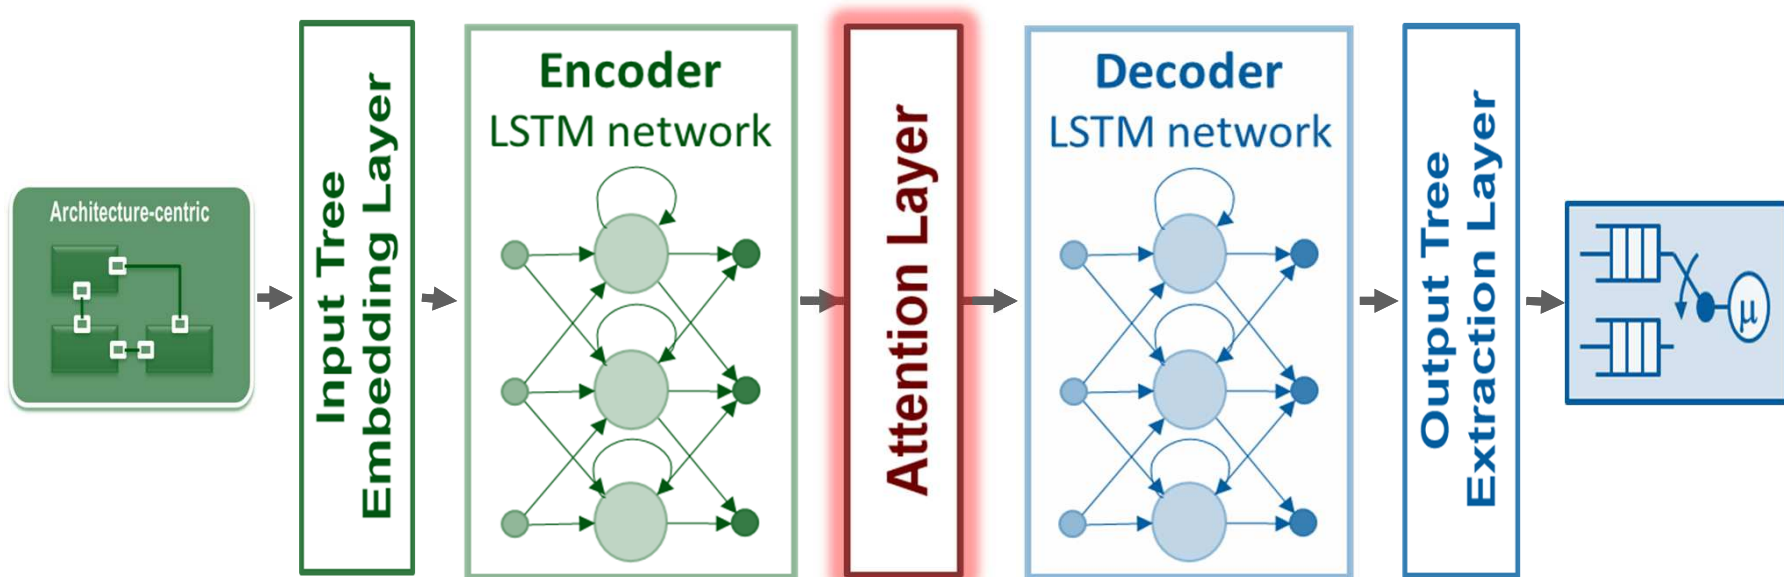 Architecture-centric
Input Tree
Embedding Layer
Encoder
LSTM network
Attention Layer
Decoder
LSTM network
Output Tree
Extraction Layer
μ